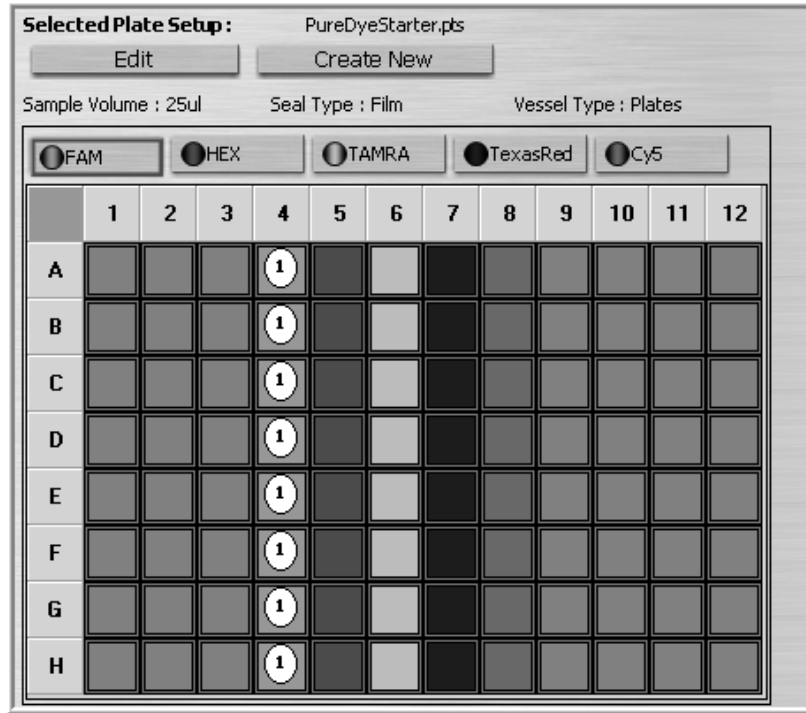 Selected Plate Setup : PureDyeStarter.pts
Edit Create New
Sample Volume : 25ul Seal Type : Film Vessel Type : Plates
FAM HEX TAMRA TexasRed Cy5
1 2 3 4 5 6 7 8 9 10 11 12
A 1
B 1
C 1
D 1
E 1
F 1
G 1
H 1